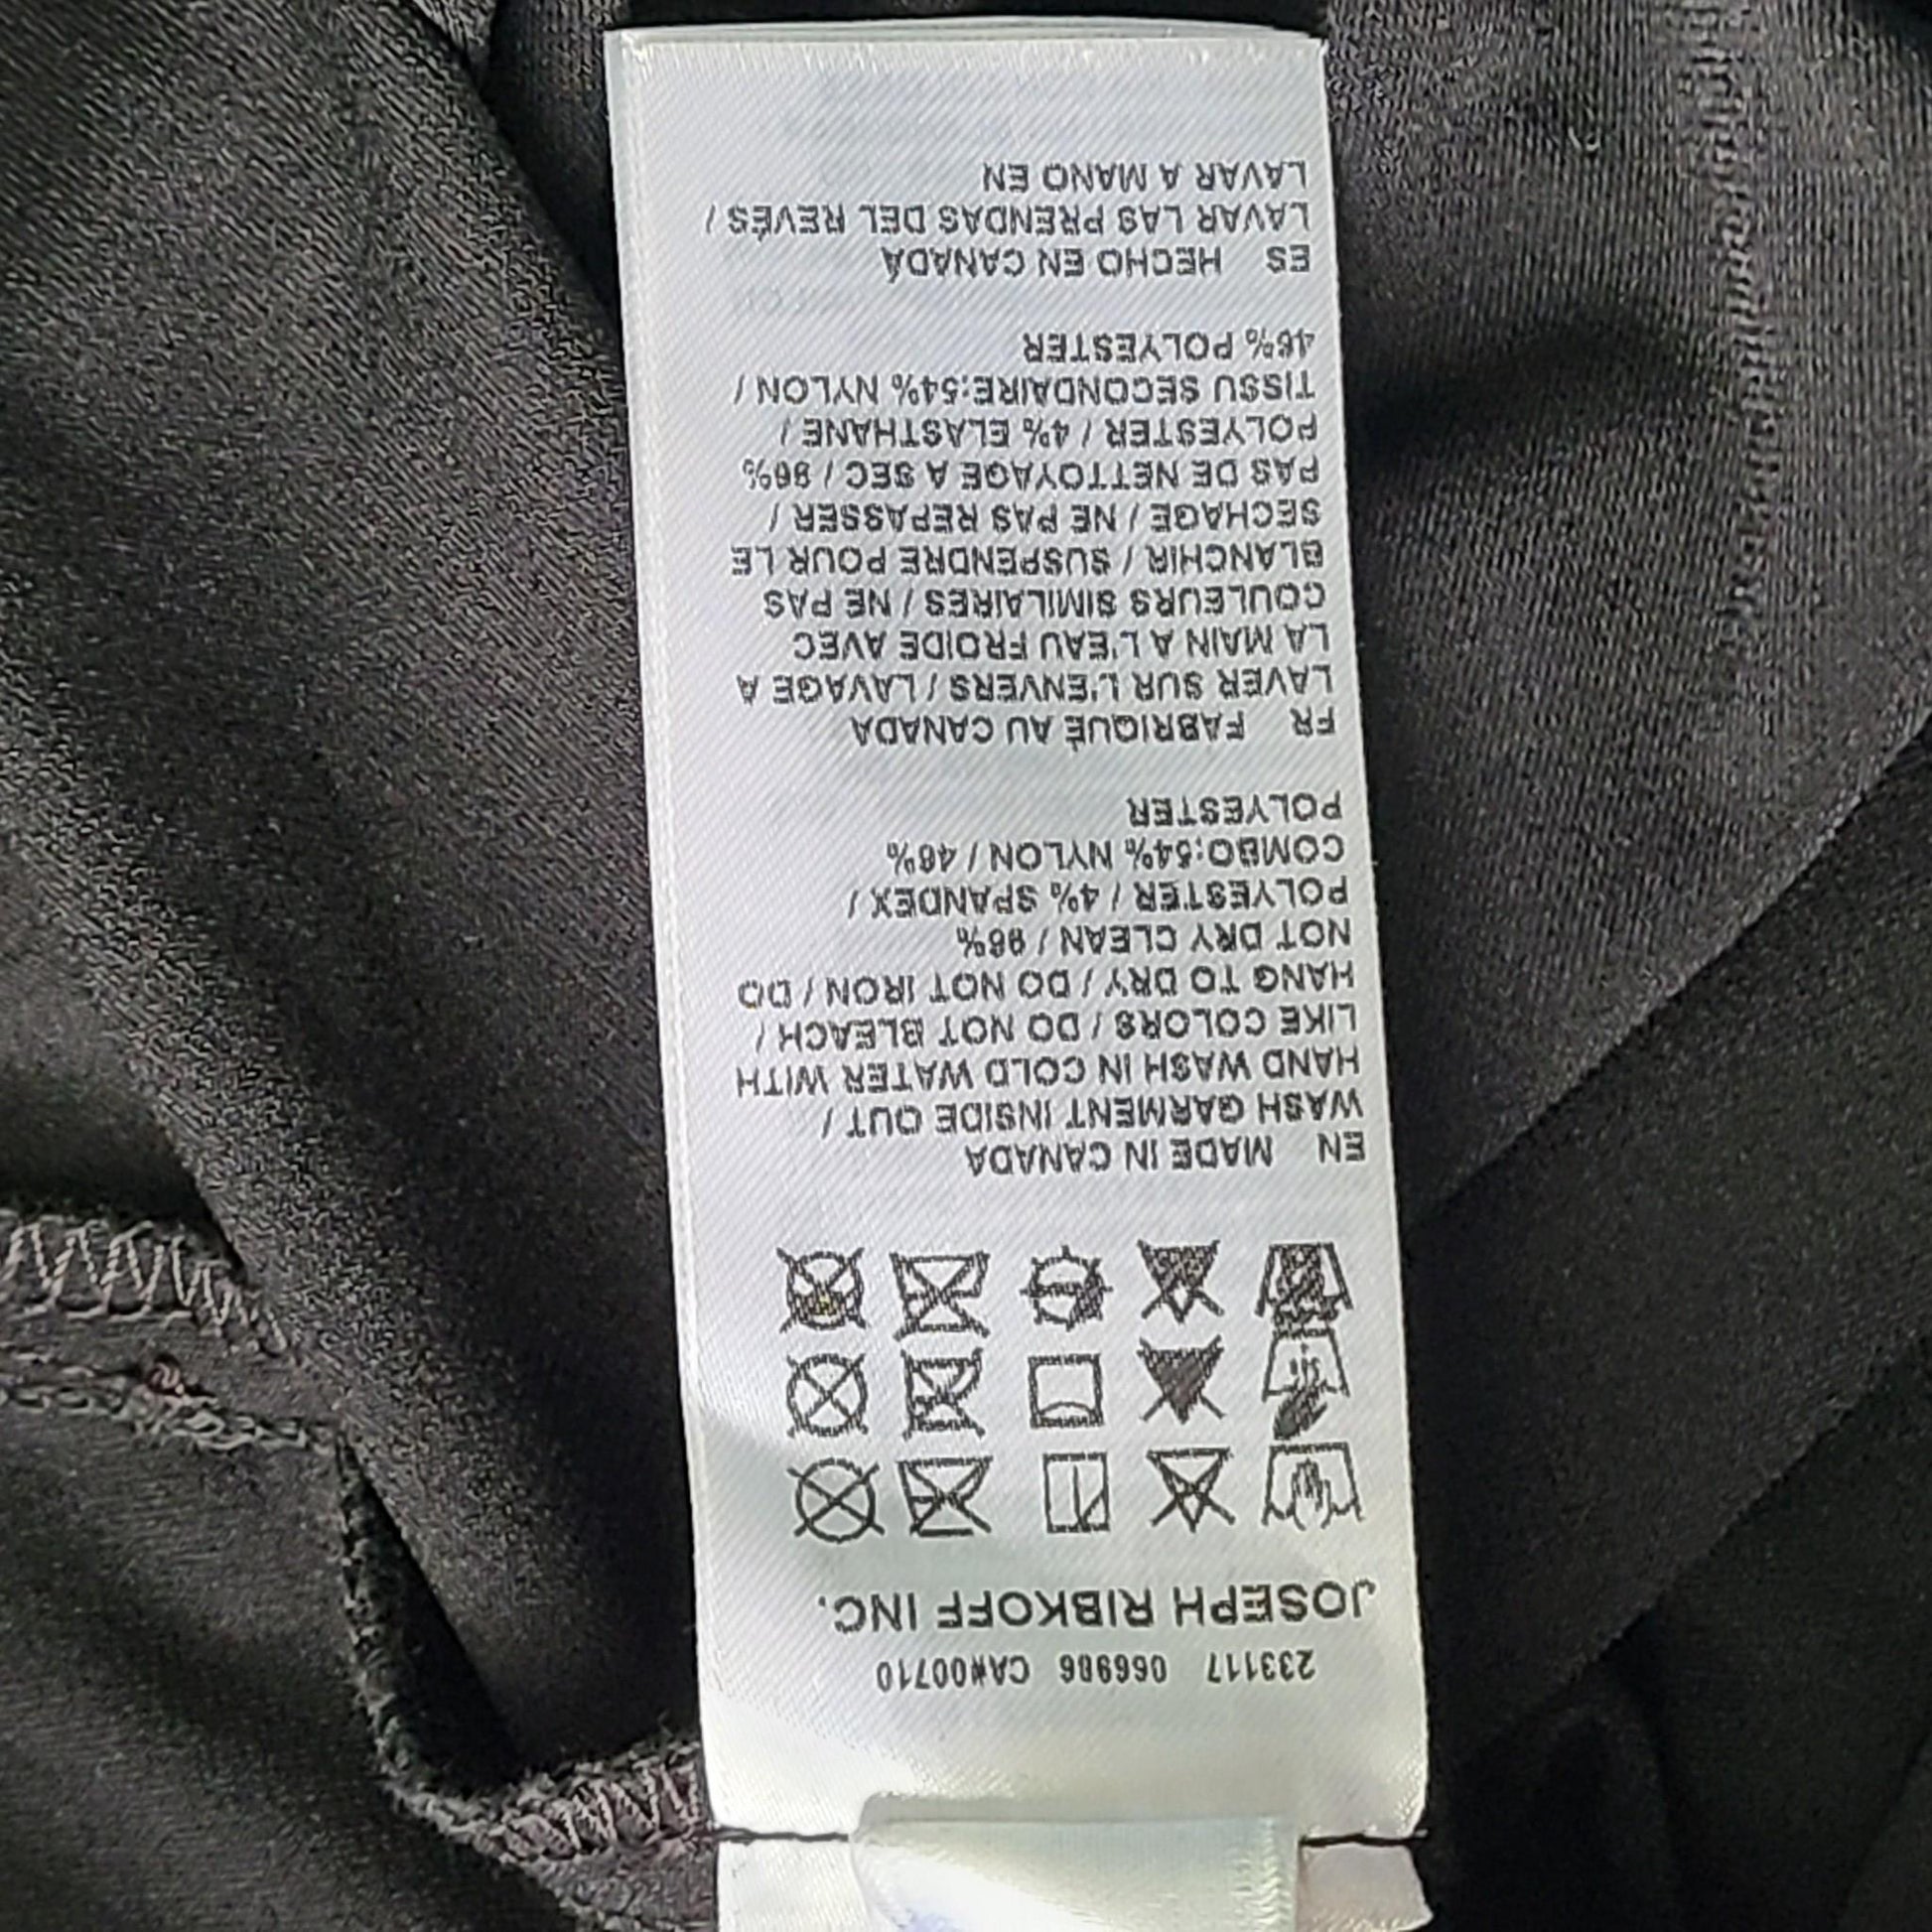 233117 066986 CA#00710
JOSEPH RIBKOFF INC.
EN MADE IN CANADA
WASH GARMENT INSIDE OUT /
HAND WASH IN COLD WATER WITH
LIKE COLORS / DO NOT BLEACH /
HANG TO DRY / DO NOT IRON / DO
NOT DRY CLEAN / 96%
POLYESTER / 4% SPANDEX /
COMBO:54% NYLON / 46%
POLYESTER
FR FABRIQUÉ AU CANADA
LAVER SUR L'ENVERS / LAVAGE A
LA MAIN A L'EAU FROIDE AVEC
COULEURS SIMILAIRES / NE PAS
BLANCHIR / SUSPENDRE POUR LE
SECHAGE / NE PAS REPASSER /
PAS DE NETTOYAGE A SEC / 96%
POLYESTER / 4% ELASTHANE /
TISSU SECONDAIRE:54% NYLON /
46% POLYESTER
ES HECHO EN CANADÁ
LAVAR LAS PRENDAS DEL REVÉS /
LAVAR A MANO EN